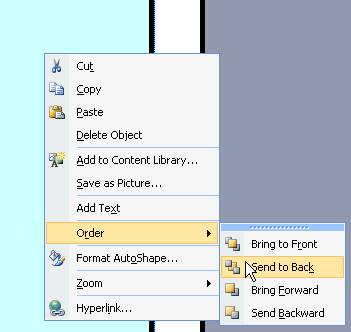 Cut
Copy
Paste
Delete Object
Add to Content Library...
Save as Picture...
Add Text
Order
Format AutoShape...
Zoom
Hyperlink...
Bring to Front
Send to Back
Bring Forward
Send Backward